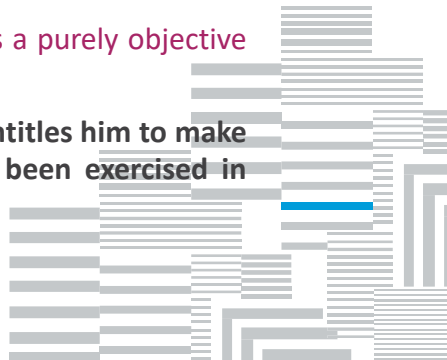 s a purely objective
ntitles him to make
been exercised in